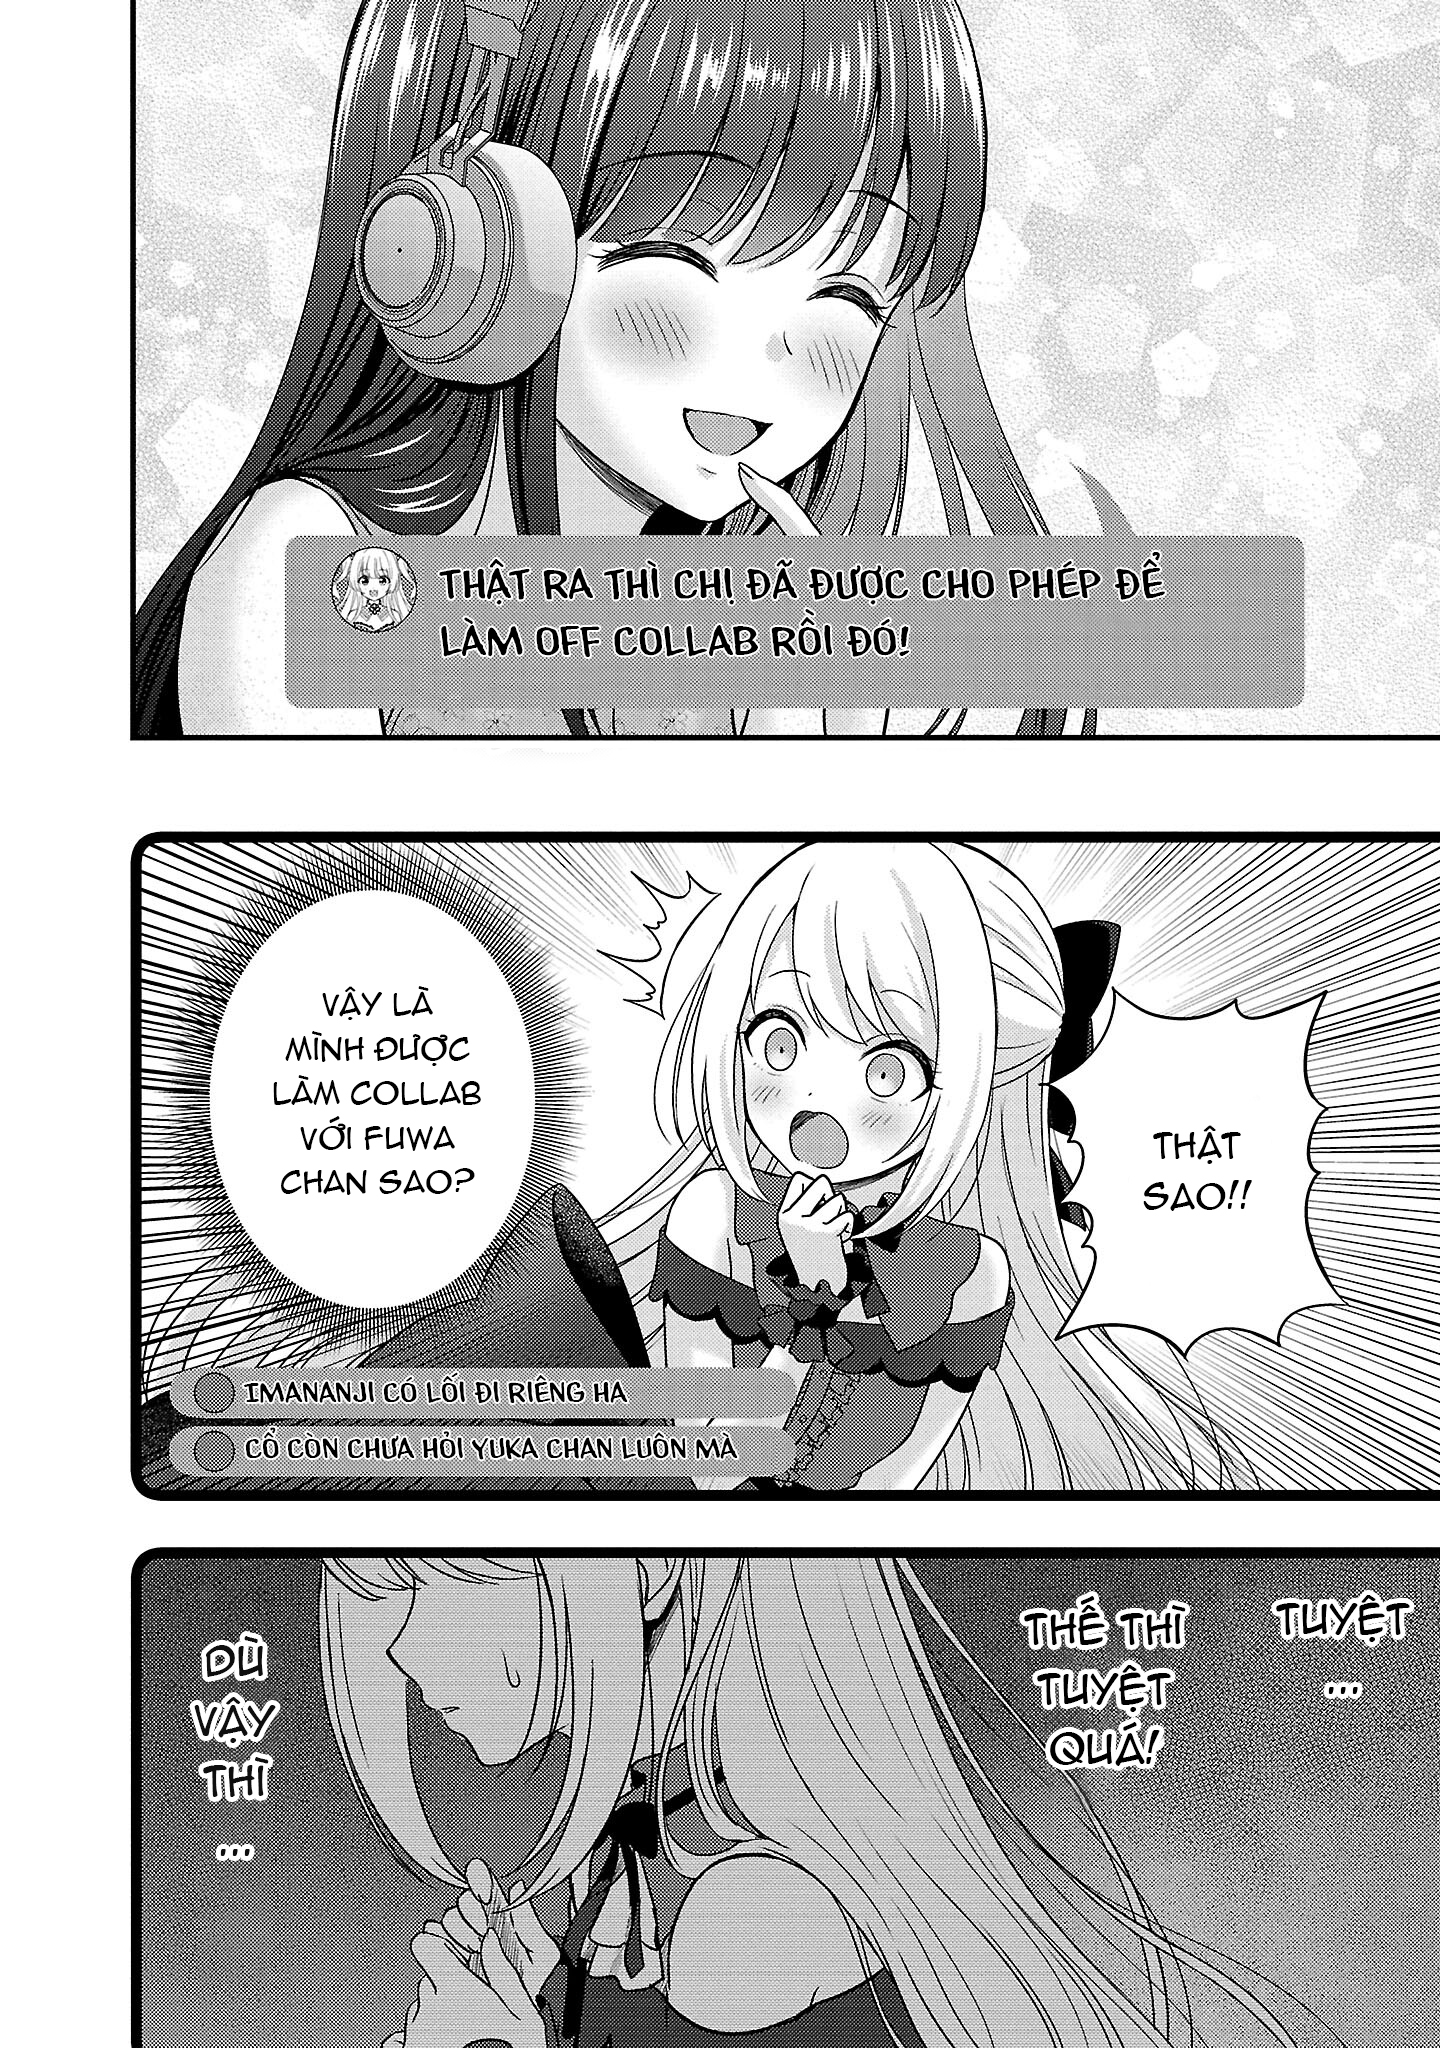 THẬT RA THÌ CHỊ ĐÃ ĐƯỢC CHO PHÉP ĐỂ
LÀM OFF COLLAB RỒI ĐÓ!
THẬT
SAO!!
VẬY LÀ
MÌNH ĐƯỢC
LÀM COLLAB
VỚI FUWA
CHAN SAO?
IMANANJI CÓ LỐI ĐI RIÊNG HA
CỔ CÒN CHƯA HỎI YUKA CHAN LUÔN MÀ
TUYỆT
...
THẾ THÌ
TUYỆT
QUÁ!
DÙ
VẬY
THÌ
...